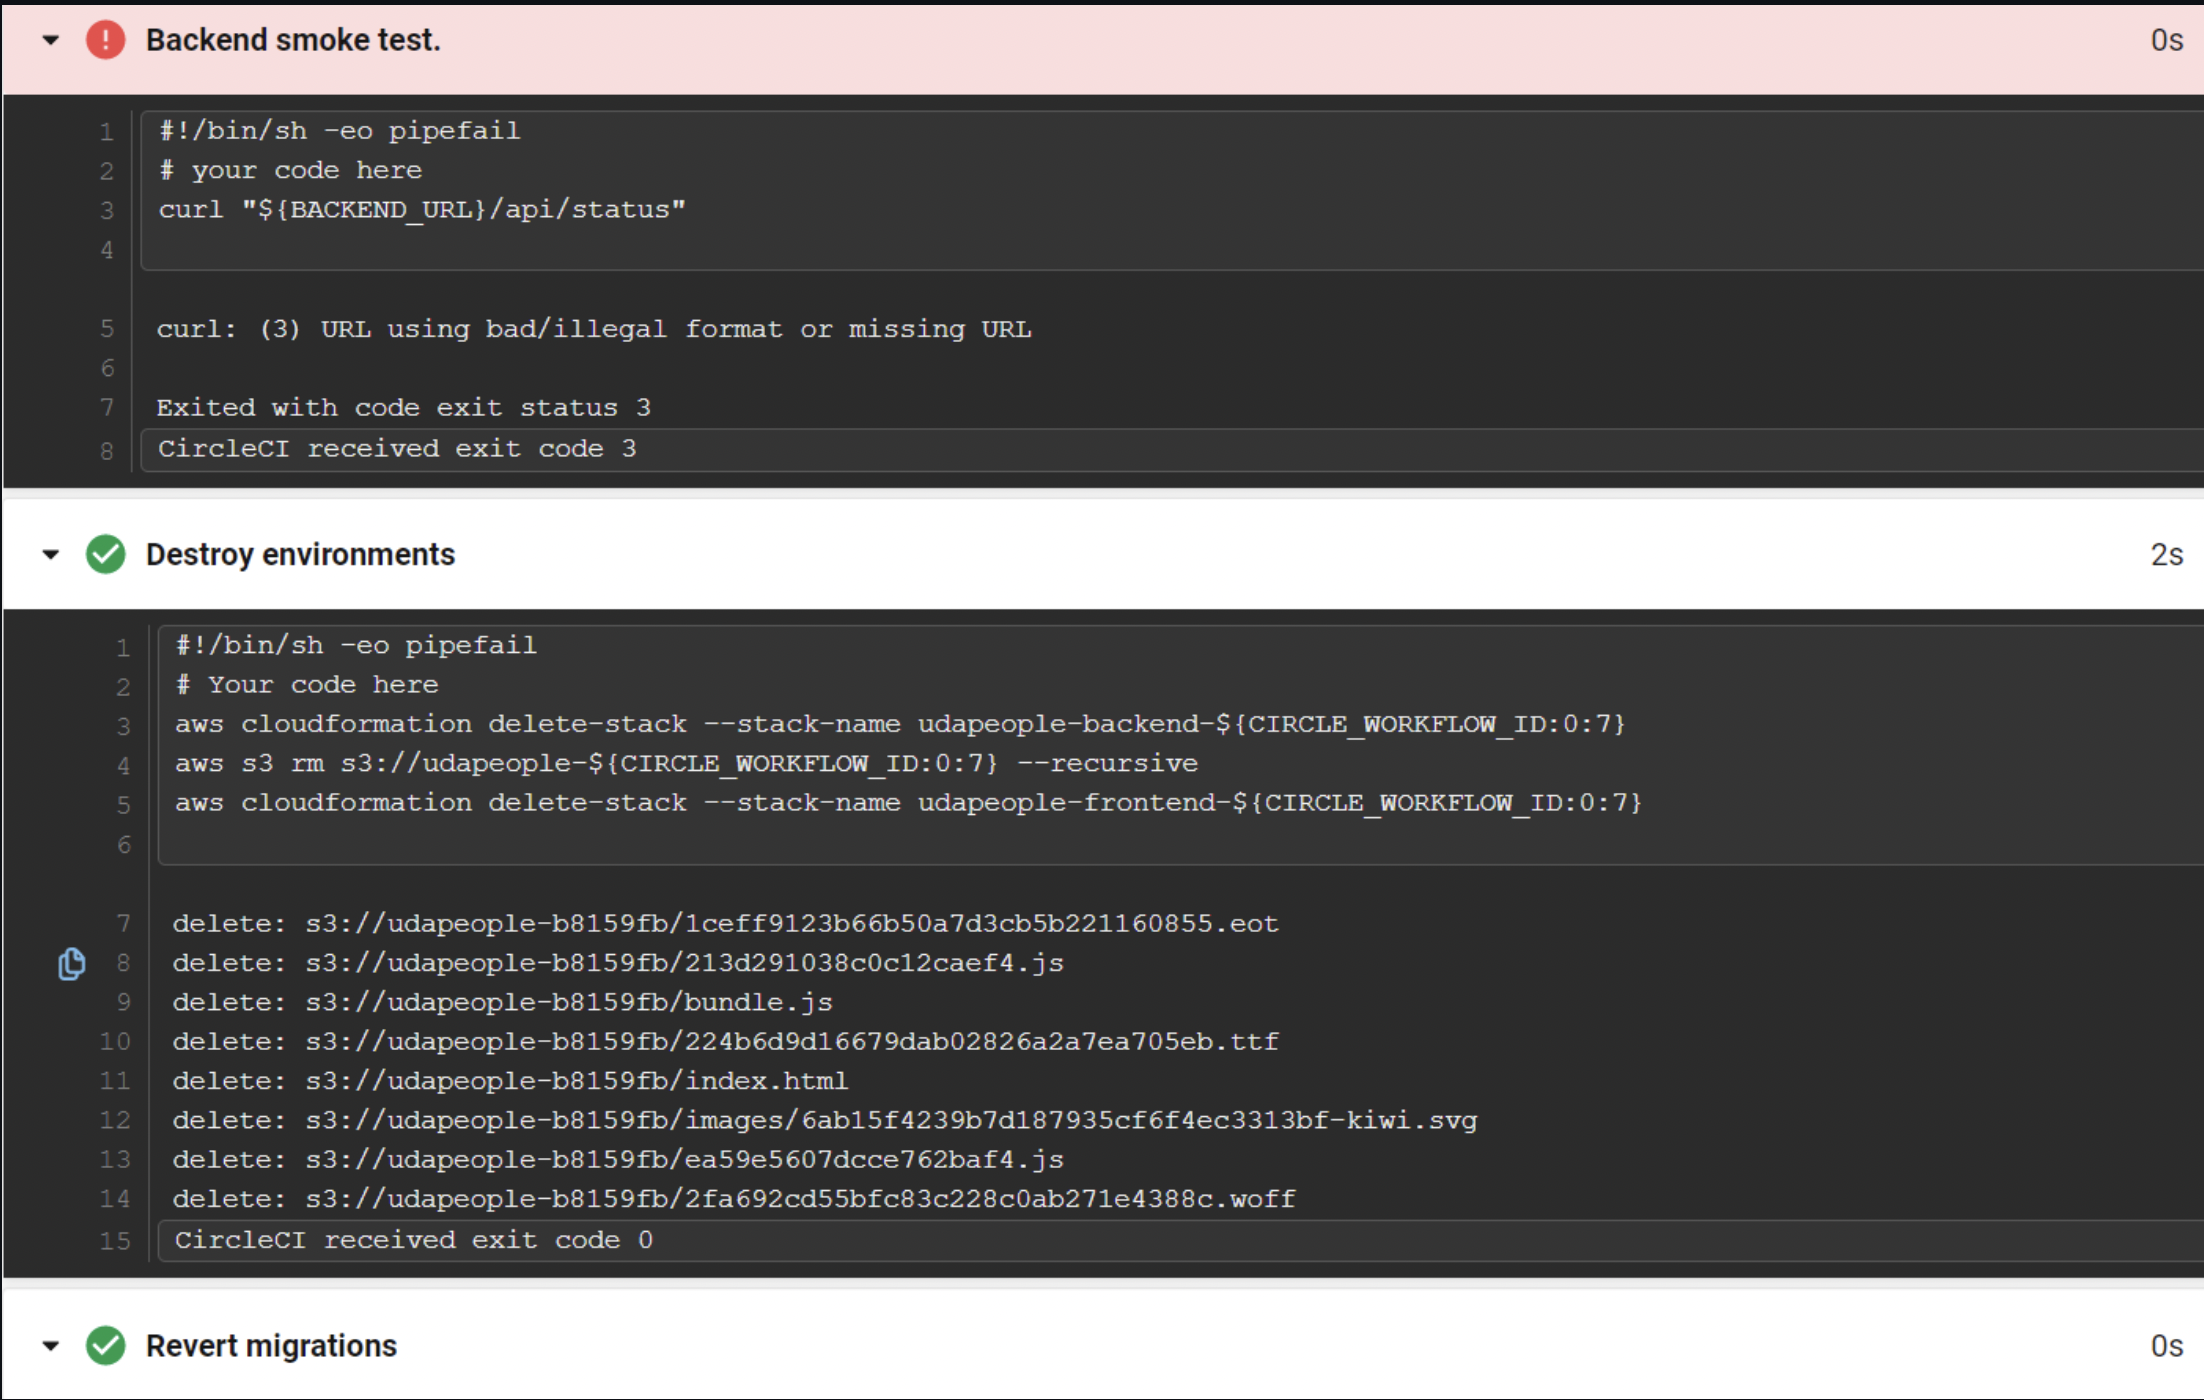 Backend smoke test.
0s
1 #!/bin/sh -eo pipefail
2 # your code here
3 curl "${BACKEND_URL}/api/status"
4
5 curl: (3) URL using bad/illegal format or missing URL
6
7 Exited with code exit status 3
8 CircleCI received exit code 3
Destroy environments
2s
1 #!/bin/sh -eo pipefail
2 # Your code here
3 aws cloudformation delete-stack --stack-name udapeople-backend-${CIRCLE_WORKFLOW_ID:0:7}
4 aws s3 rm s3://udapeople-${CIRCLE_WORKFLOW_ID:0:7} --recursive
5 aws cloudformation delete-stack --stack-name udapeople-frontend-${CIRCLE_WORKFLOW_ID:0:7}
6
7 delete: s3://udapeople-b8159fb/1ceff9123b66b50a7d3cb5b221160855.eot
8 delete: s3://udapeople-b8159fb/213d291038c0c12caef4.js
9 delete: s3://udapeople-b8159fb/bundle.js
10 delete: s3://udapeople-b8159fb/224b6d9d16679dab02826a2a7ea705eb.ttf
11 delete: s3://udapeople-b8159fb/index.html
12 delete: s3://udapeople-b8159fb/images/6ab15f4239b7d187935cf6f4ec3313bf-kiwi.svg
13 delete: s3://udapeople-b8159fb/ea59e5607dcce762baf4.js
14 delete: s3://udapeople-b8159fb/2fa692cd55bfc83c228c0ab271e4388c.woff
15 CircleCI received exit code 0
Revert migrations
0s